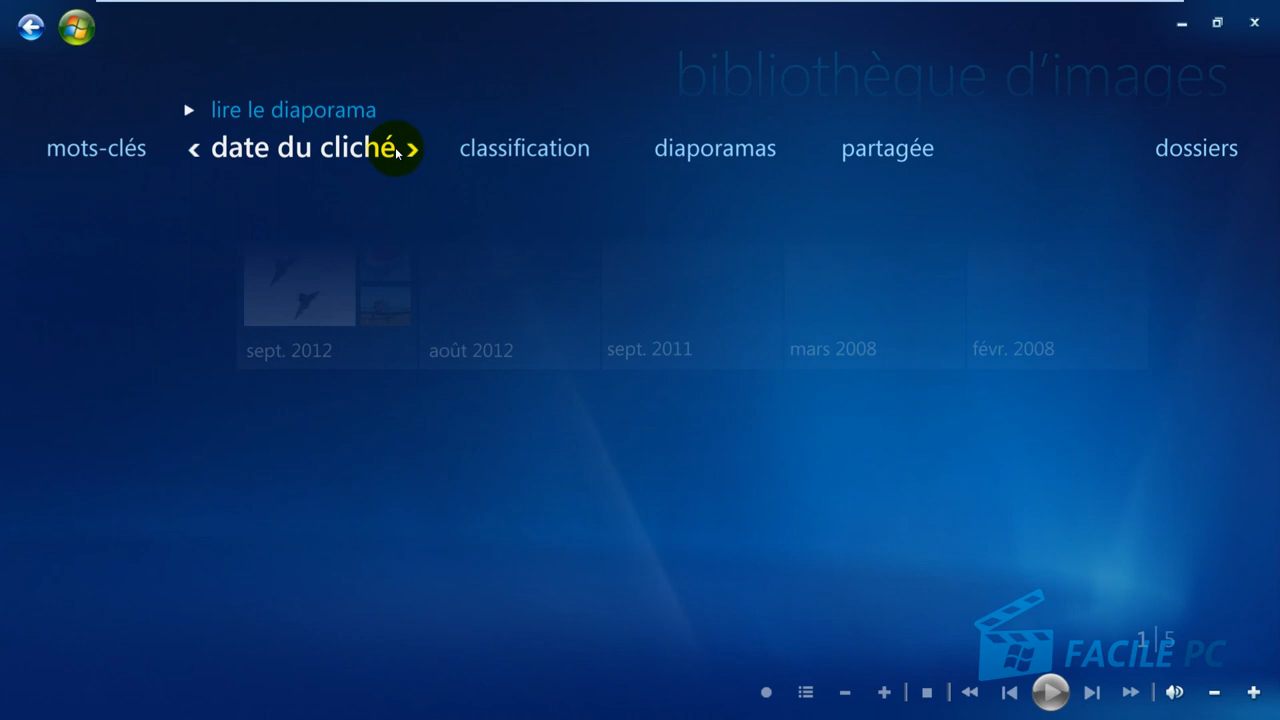 bibliothèque d'images
lire le diaporama
mots-clés < date du cliché > classification diaporamas partagée dossiers
sept. 2012 août 2012 sept. 2011 mars 2008 févr. 2008
1|5
FACILE PC